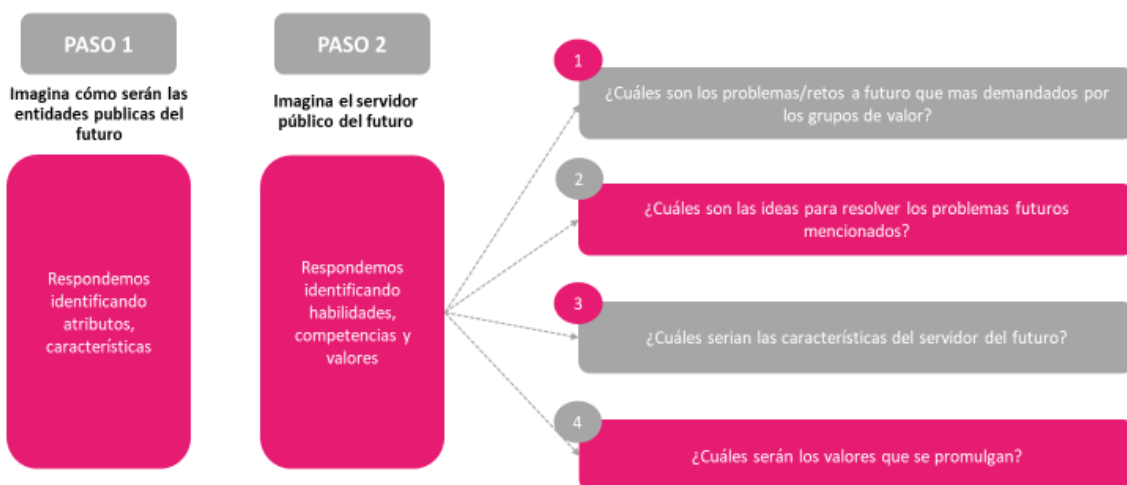 PASO 1
Imagina cómo serán las
entidades publicas del
futuro
Respondemos
identificando
atributos,
características
PASO 2
Imagina el servidor
público del futuro
Respondemos
identificando
habilidades,
competencias y
valores
1
¿Cuáles son los problemas/retos a futuro que mas demandados por
los grupos de valor?
2
¿Cuáles son las ideas para resolver los problemas futuros
mencionados?
3
¿Cuáles serian las características del servidor del futuro?
4
¿Cuáles serán los valores que se promulgan?